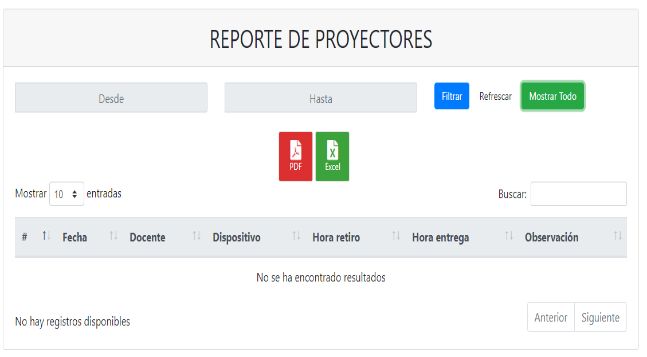 REPORTE DE PROYECTORES
Desde Hasta Filtrar Refrescar Mostrar Todo
PDF Excel
Mostrar 10 entradas Buscar:
# Fecha Docente Dispositivo Hora retiro Hora entrega Observación
No se ha encontrado resultados
No hay registros disponibles Anterior Siguiente